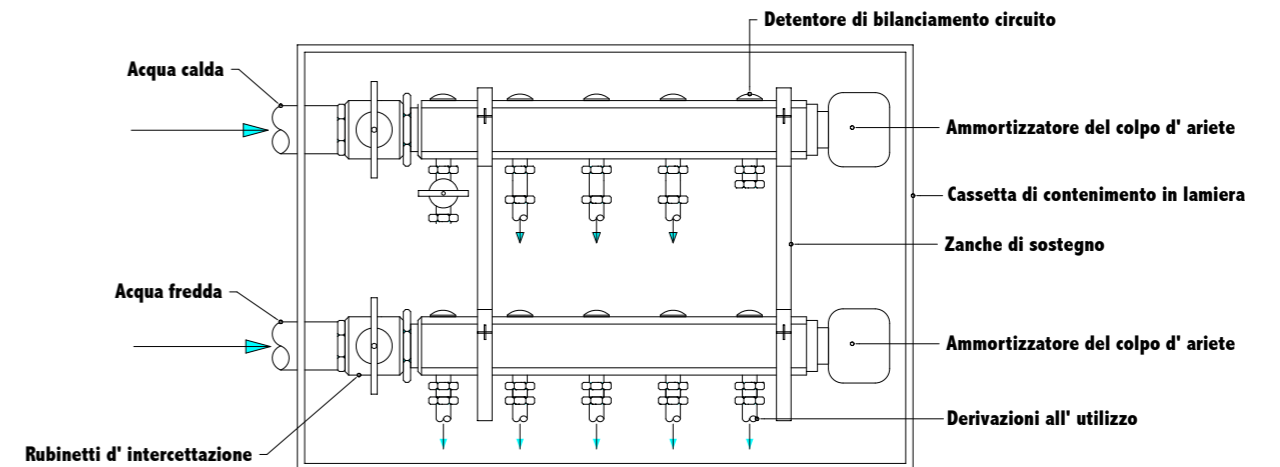 Detentore di bilanciamento circuito
Acqua calda
Ammortizzatore del colpo d' ariete
Cassetta di contenimento in lamiera
Zanche di sostegno
Acqua fredda
Ammortizzatore del colpo d' ariete
Derivazioni all' utilizzo
Rubinetti d' intercettazione